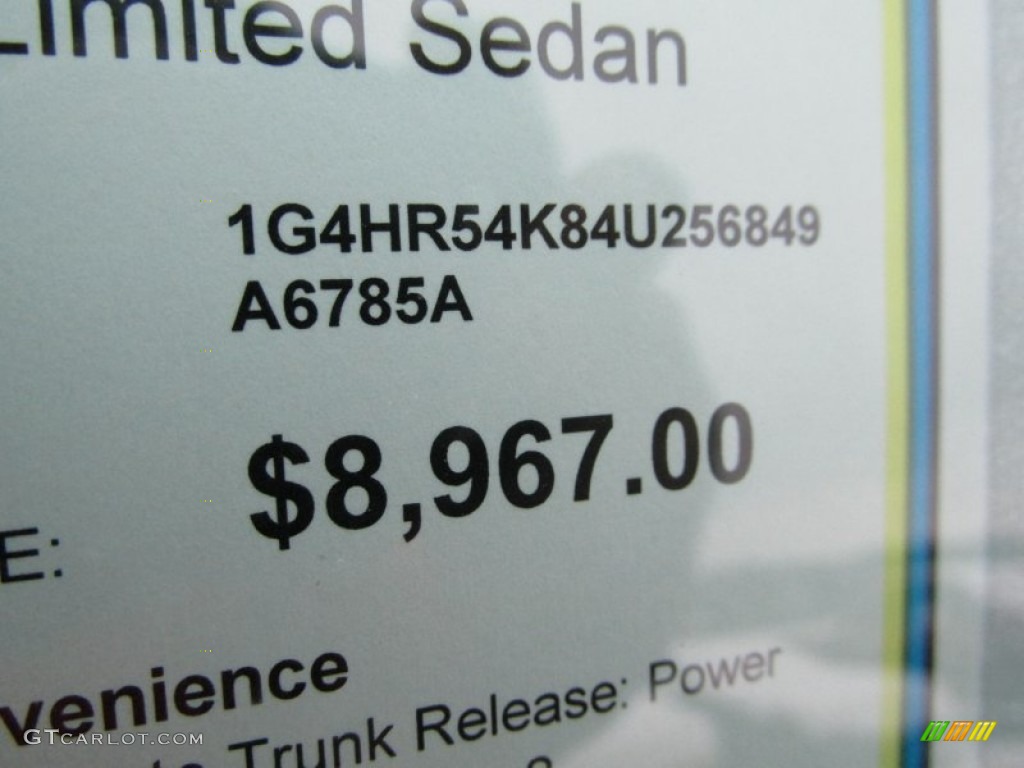 Limited Sedan
1G4HR54K84U256849
A6785A
$8,967.00
E:
venience
Trunk Release: Power
GTCARLOT.COM